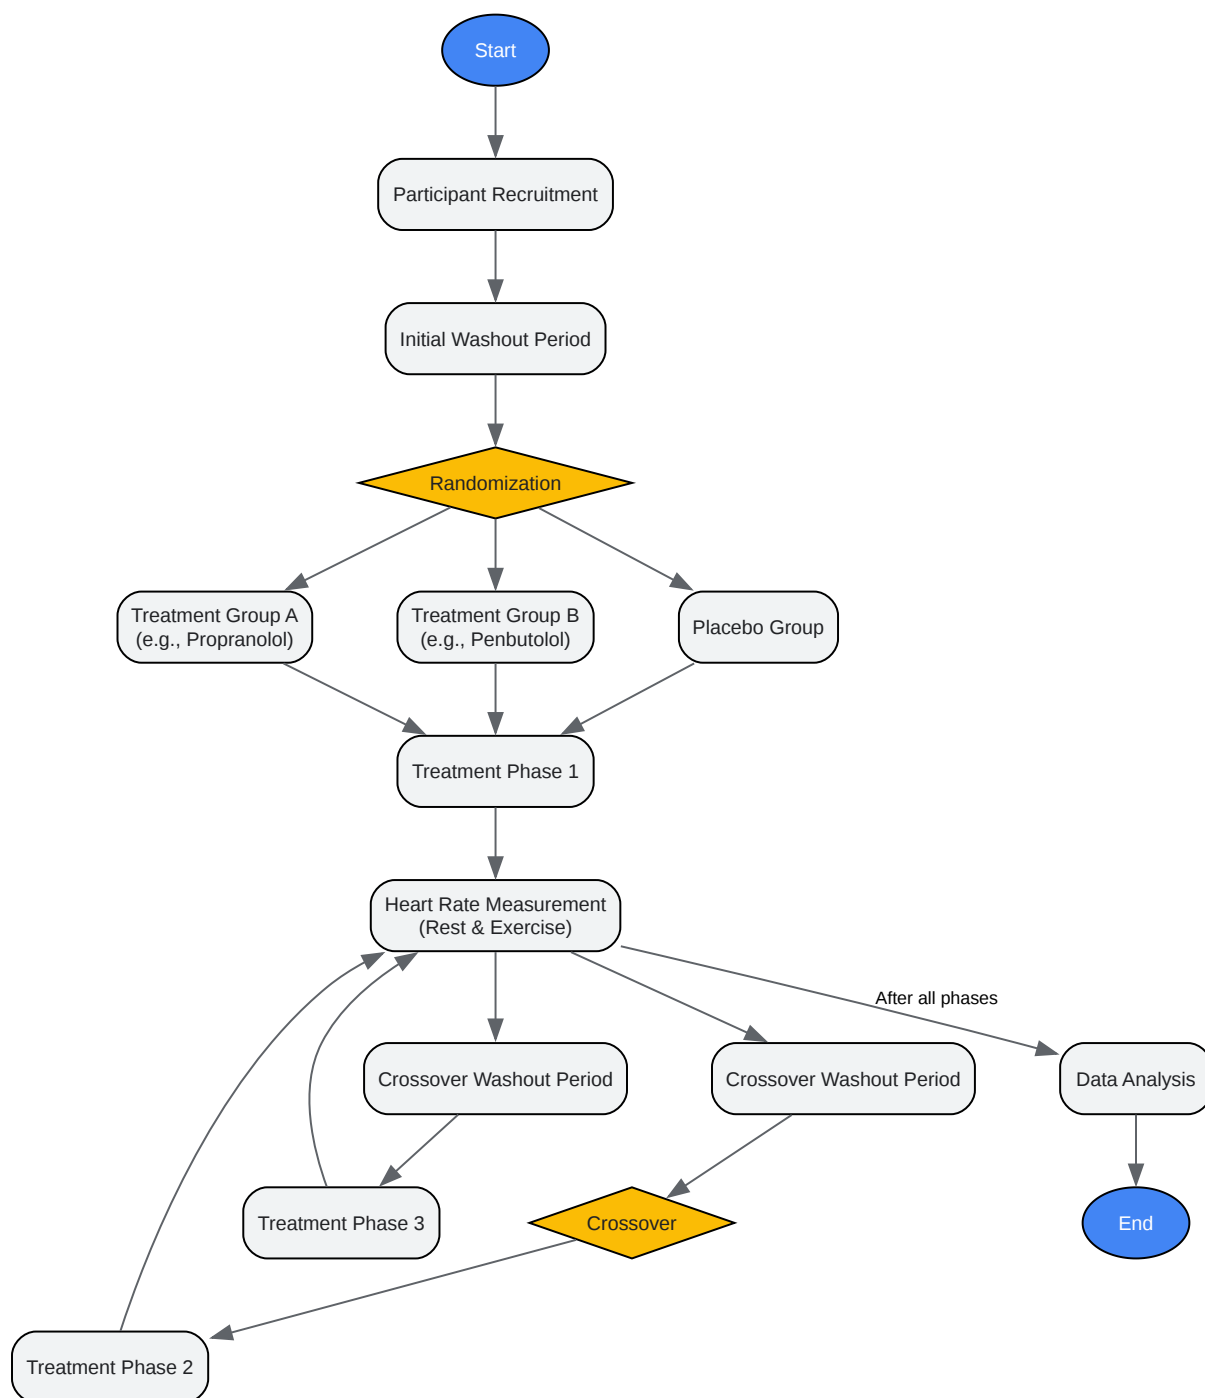 Start
Participant Recruitment
Initial Washout Period
Randomization
Treatment Group A
(e.g., Propranolol)
Treatment Group B
(e.g., Penbutolol)
Placebo Group
Treatment Phase 1
Heart Rate Measurement
(Rest & Exercise)
After all phases
Crossover Washout Period
Crossover Washout Period
Data Analysis
Treatment Phase 3
Crossover
End
Treatment Phase 2